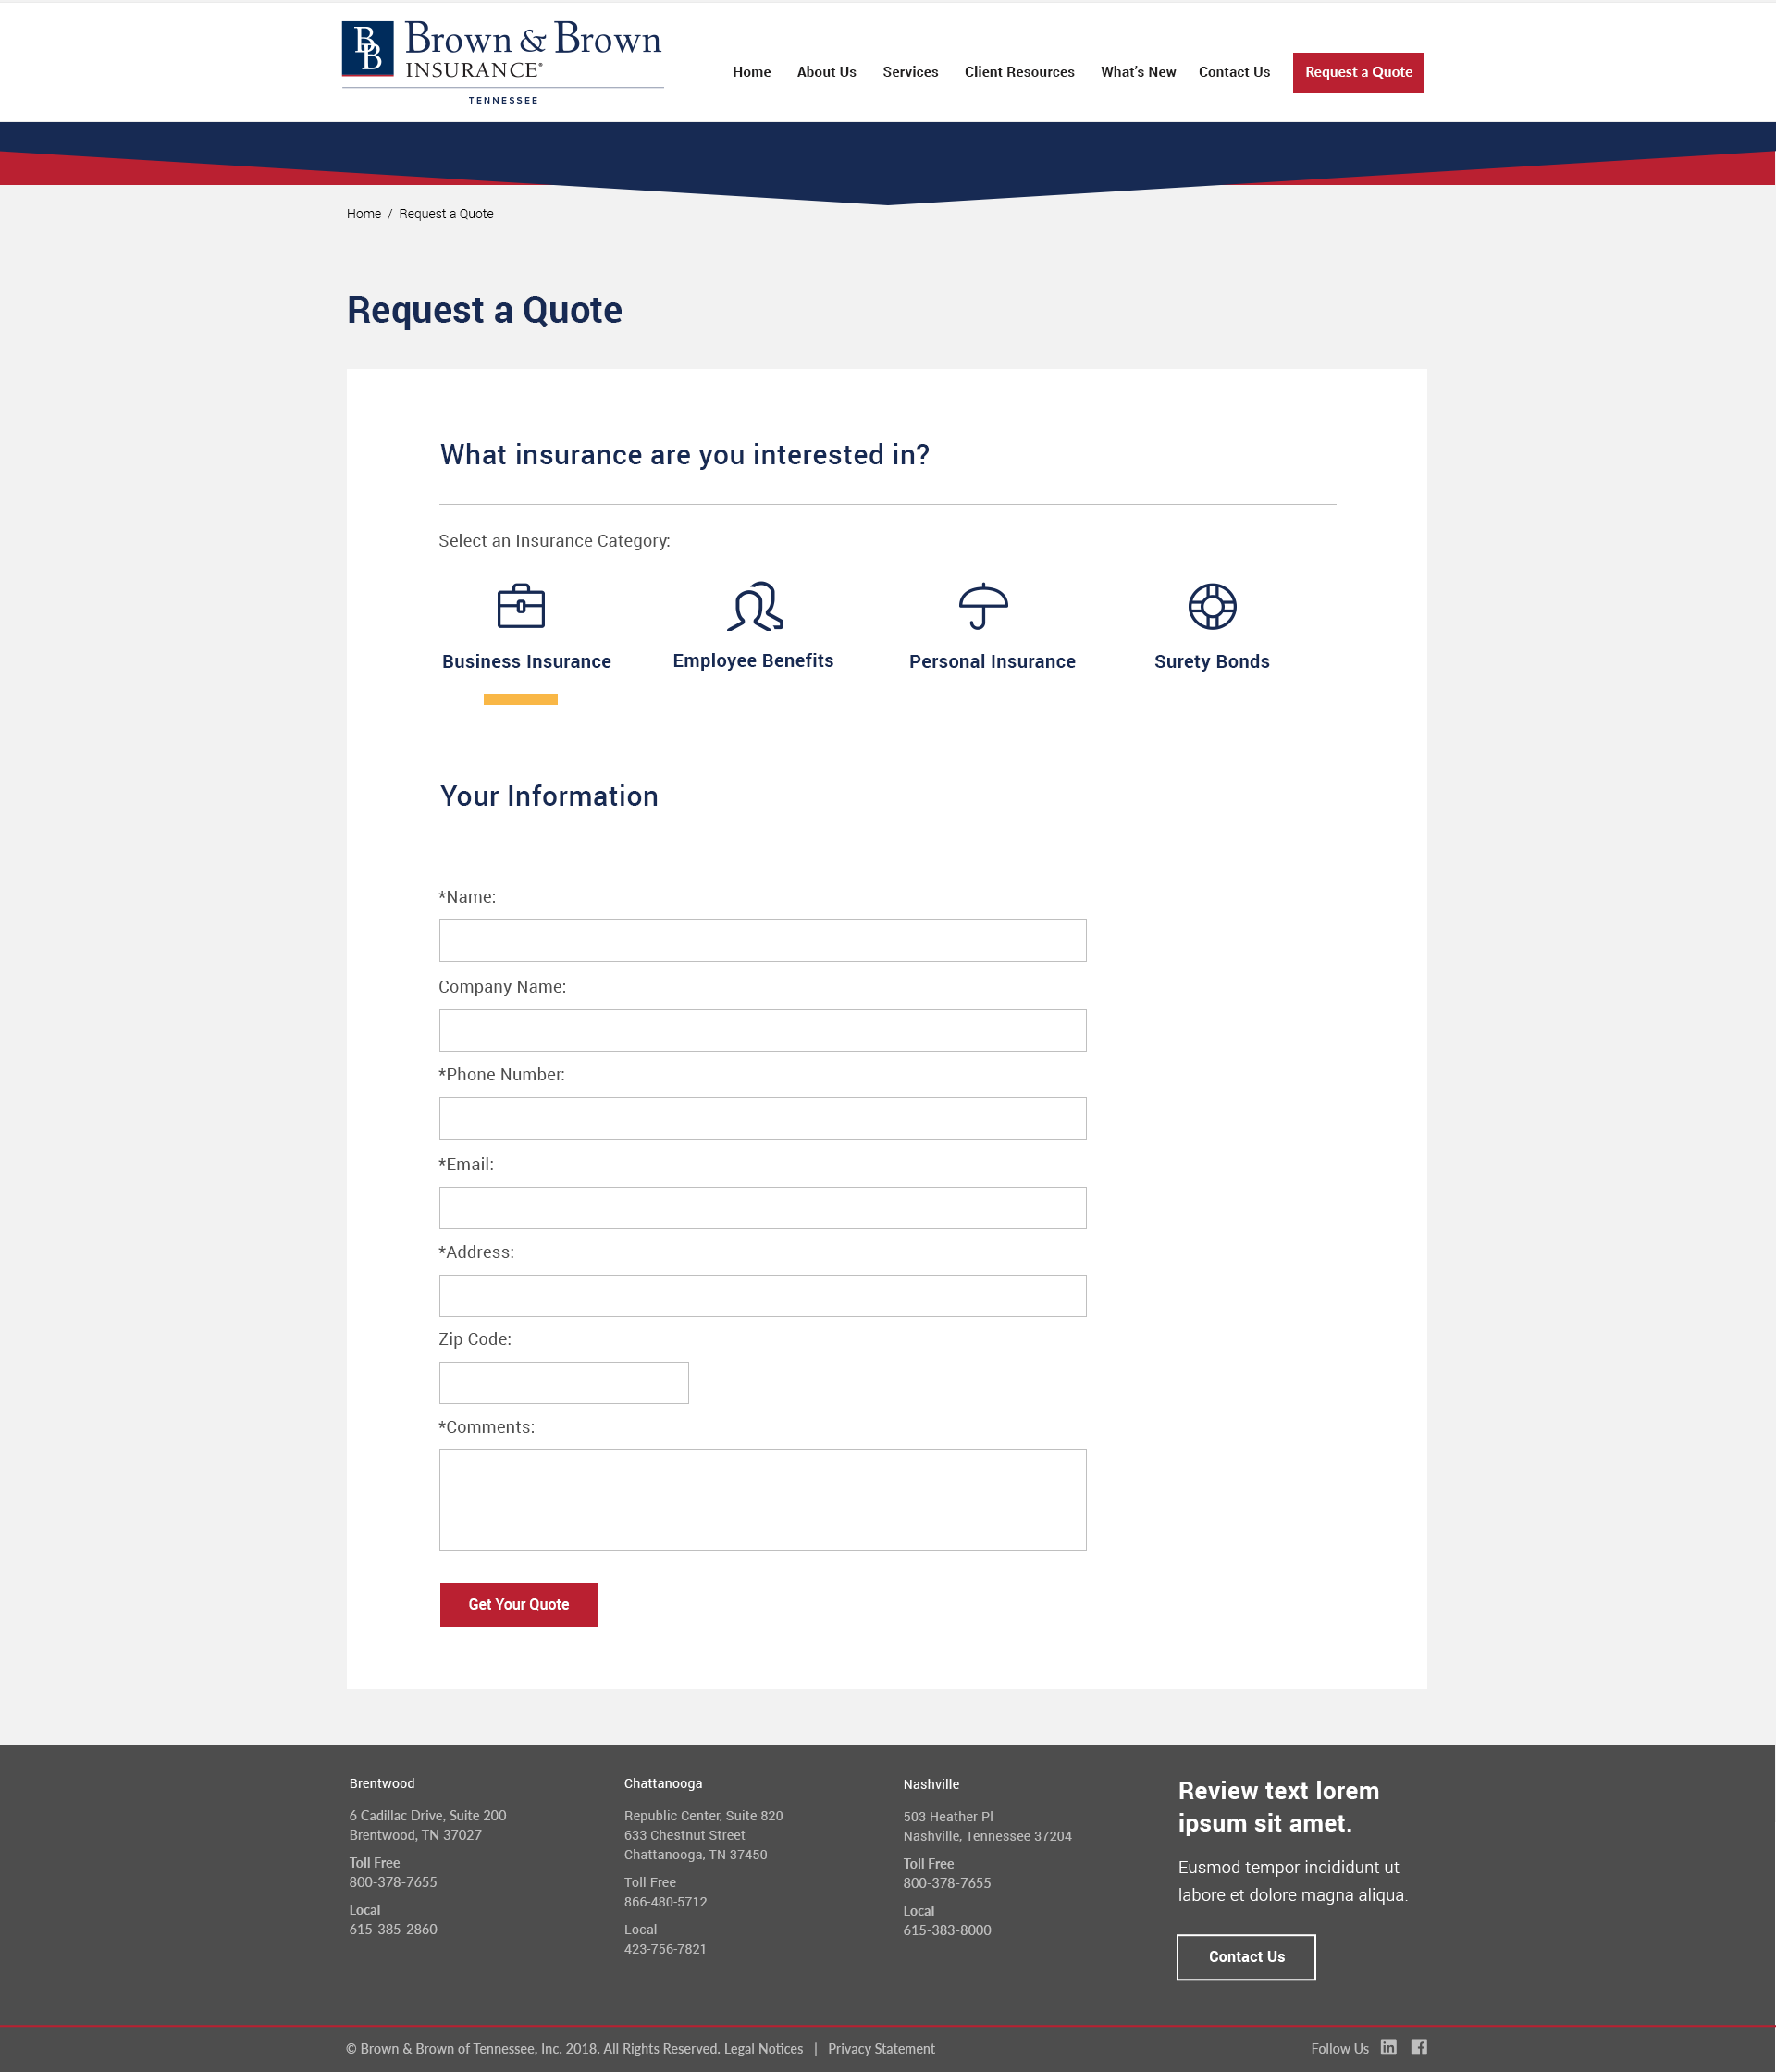 BB Brown & Brown
INSURANCE®
TENNESSEE
Home About Us Services Client Resources What's New Contact Us Request a Quote
Home / Request a Quote
Request a Quote
What insurance are you interested in?
Select an Insurance Category:
Business Insurance Employee Benefits Personal Insurance Surety Bonds
Your Information
*Name:
Company Name:
*Phone Number:
*Email:
*Address:
Zip Code:
*Comments:
Get Your Quote
Brentwood
6 Cadillac Drive, Suite 200
Brentwood, TN 37027
Toll Free
800-378-7655
Local
615-385-2860
Chattanooga
Republic Center, Suite 820
633 Chestnut Street
Chattanooga, TN 37450
Toll Free
866-480-5712
Local
423-756-7821
Nashville
503 Heather Pl
Nashville, Tennessee 37204
Toll Free
800-378-7655
Local
615-383-8000
Review text lorem
ipsum sit amet.
Eusmod tempor incididunt ut
labore et dolore magna aliqua.
Contact Us
© Brown & Brown of Tennessee, Inc. 2018. All Rights Reserved. Legal Notices | Privacy Statement
Follow Us in f